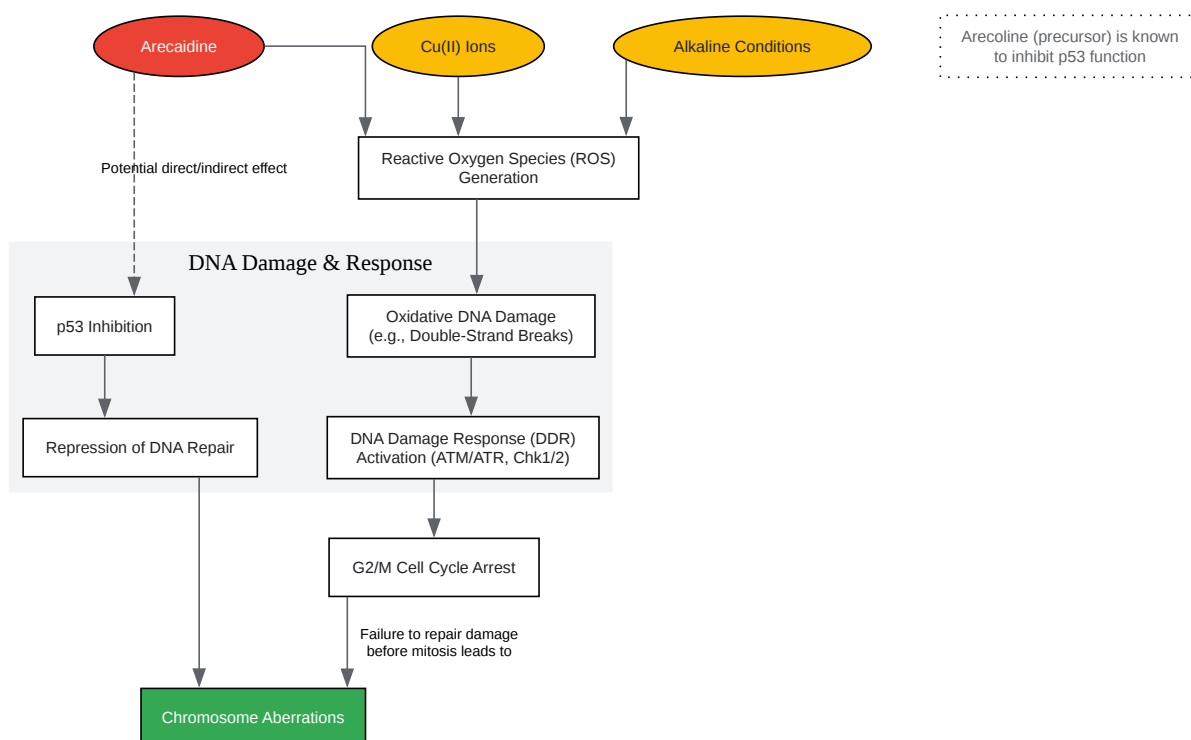 Arecaidine
Cu(II) Ions
Alkaline Conditions
Arecoline (precursor) is known
to inhibit p53 function
Reactive Oxygen Species (ROS)
Generation
Potential direct/indirect effect
DNA Damage & Response
p53 Inhibition
Oxidative DNA Damage
(e.g., Double-Strand Breaks)
Repression of DNA Repair
DNA Damage Response (DDR)
Activation (ATM/ATR, Chk1/2)
G2/M Cell Cycle Arrest
Failure to repair damage
before mitosis leads to
Chromosome Aberrations